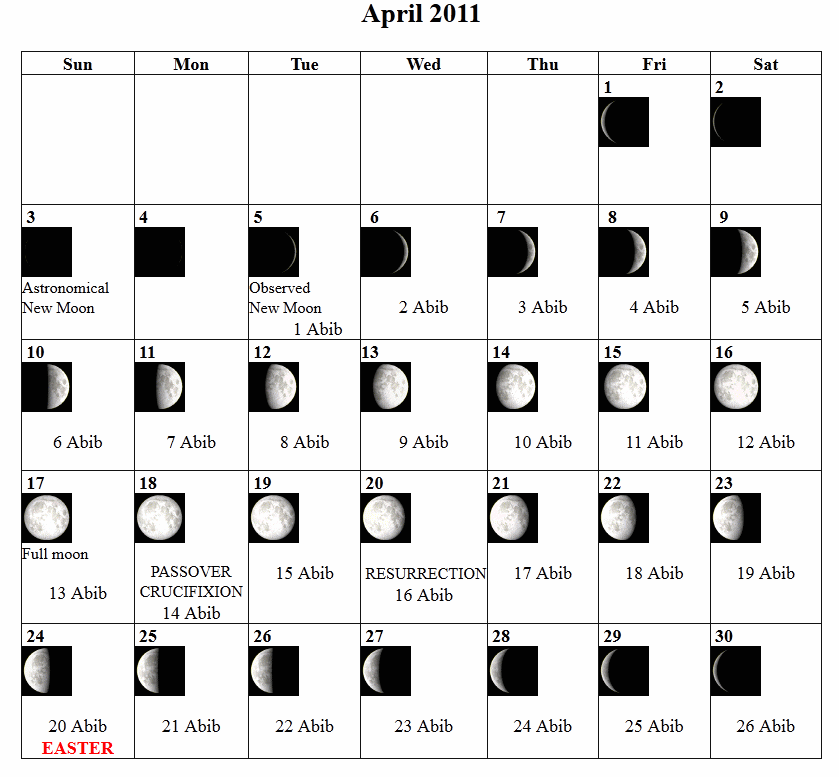 April 2011
Sun Mon Tue Wed Thu Fri Sat
1 2
3 4 5 6 7 8 9
Astronomical
New Moon
Observed
New Moon
1 Abib
2 Abib
3 Abib
4 Abib
5 Abib
10 11 12 13 14 15 16
6 Abib 7 Abib 8 Abib 9 Abib 10 Abib 11 Abib 12 Abib
17 18 19 20 21 22 23
Full moon
13 Abib
PASSOVER
CRUCIFIXION
14 Abib
15 Abib
RESURRECTION
16 Abib
17 Abib
18 Abib
19 Abib
24 25 26 27 28 29 30
20 Abib 21 Abib 22 Abib 23 Abib 24 Abib 25 Abib 26 Abib
EASTER